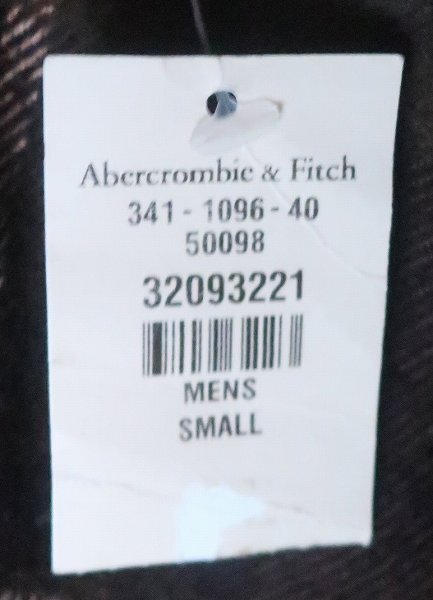 Abercrombie & Fitch
341 - 1096 - 40
50098
32093221
MENS
SMALL